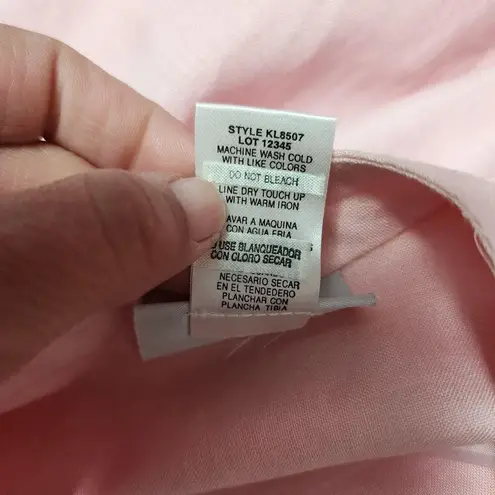 STYLE KL8507
LOT 12345
MACHINE WASH COLD
WITH LIKE COLORS
DO NOT BLEACH
LINE DRY TOUCH UP
WITH WARM IRON
AVAR A MAQUINA
CON AGUA FRIA
USE BLANQUEADOR
CON CLORO SECAR
NECESARIO SECAR
EN EL TENDEDERO
PLANCHAR CON
PLANCHA TIBIA